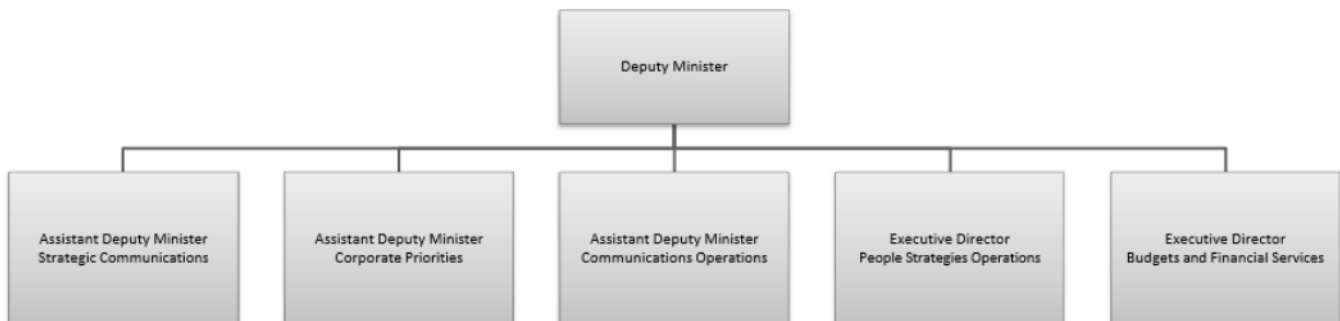 Deputy Minister
Assistant Deputy Minister
Strategic Communications
Assistant Deputy Minister
Corporate Priorities
Assistant Deputy Minister
Communications Operations
Executive Director
People Strategies Operations
Executive Director
Budgets and Financial Services